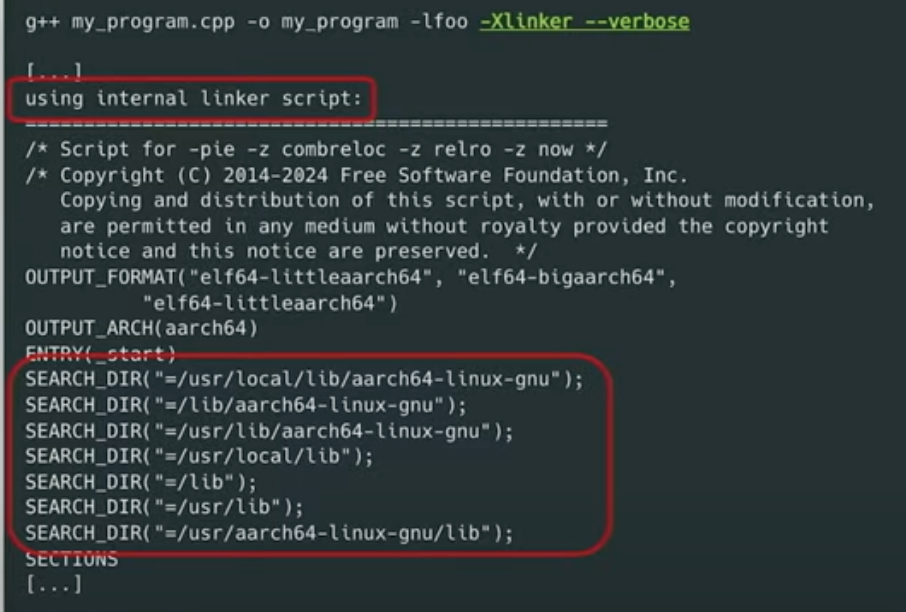 g++ my_program.cpp -o my_program -lfoo -Xlinker --verbose
[...]
using internal linker script:
==================================================
/* Script for -pie -z combreloc -z relro -z now */
/* Copyright (C) 2014-2024 Free Software Foundation, Inc.
Copying and distribution of this script, with or without modification,
are permitted in any medium without royalty provided the copyright
notice and this notice are preserved.  */
OUTPUT_FORMAT("elf64-littleaarch64", "elf64-bigaarch64",
"elf64-littleaarch64")
OUTPUT_ARCH(aarch64)
ENTRY(_start)
SEARCH_DIR("=/usr/local/lib/aarch64-linux-gnu");
SEARCH_DIR("=/lib/aarch64-linux-gnu");
SEARCH_DIR("=/usr/lib/aarch64-linux-gnu");
SEARCH_DIR("=/usr/local/lib");
SEARCH_DIR("=/lib");
SEARCH_DIR("=/usr/lib");
SEARCH_DIR("=/usr/aarch64-linux-gnu/lib");
SECTIONS
[...]